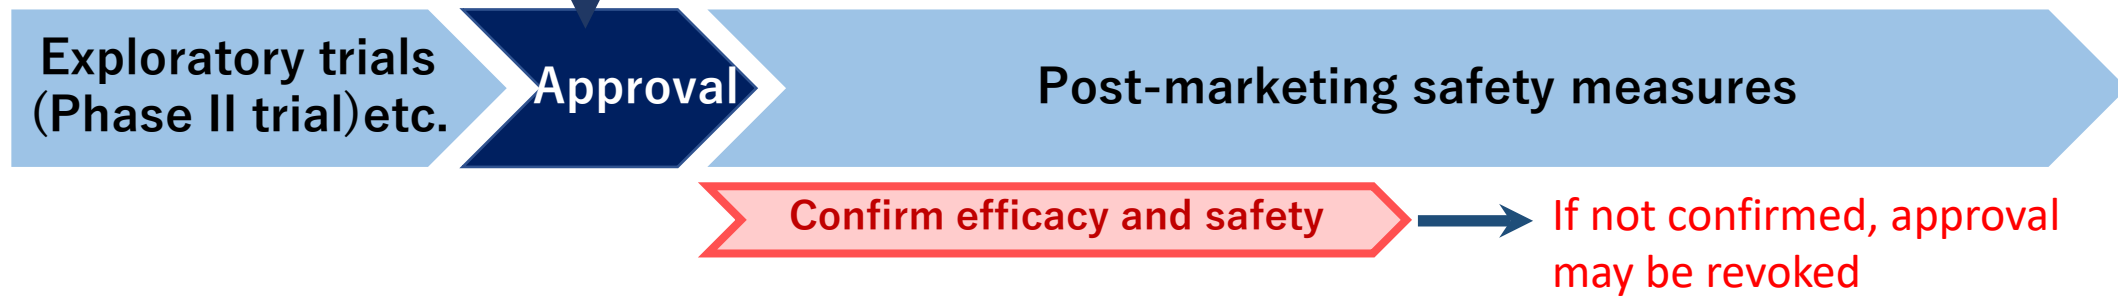 Exploratory trials
(Phase II trial)etc.
Approval
Post-marketing safety measures
Confirm efficacy and safety
If not confirmed, approval
may be revoked